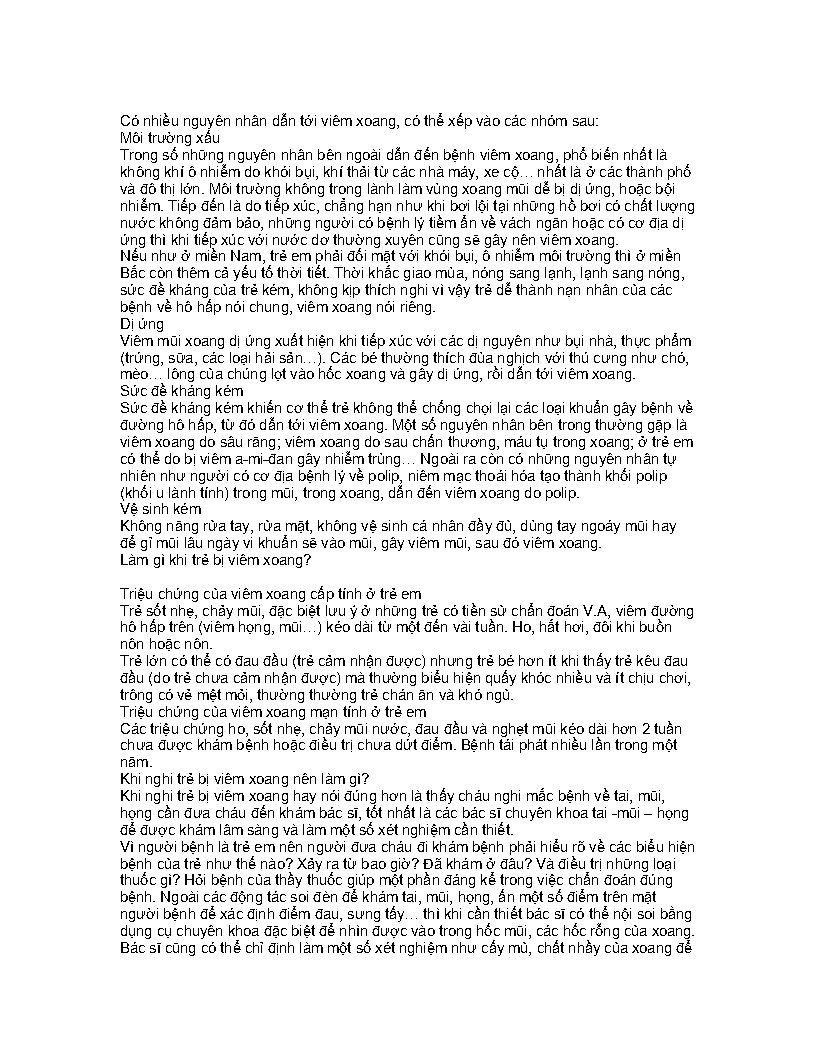 Có nhiều nguyên nhân dẫn tới viêm xoang, có thể xếp vào các nhóm sau:
Môi trường xấu
Trong số những nguyên nhân bên ngoài dẫn đến bệnh viêm xoang, phổ biến nhất là
không khí ô nhiễm do khói bụi, khí thải từ các nhà máy, xe cộ… nhất là ở các thành phố
và đô thị lớn. Môi trường không trong lành làm vùng xoang mũi dễ bị dị ứng, hoặc bội
nhiễm. Tiếp đến là do tiếp xúc, chẳng hạn như khi bơi lội tại những hồ bơi có chất lượng
nước không đảm bảo, những người có bệnh lý tiềm ẩn về vách ngăn hoặc có cơ địa dị
ứng thì khi tiếp xúc với nước dơ thường xuyên cũng sẽ gây nên viêm xoang.
Nếu như ở miền Nam, trẻ em phải đối mặt với khói bụi, ô nhiễm môi trường thì ở miền
Bắc còn thêm cả yếu tố thời tiết. Thời khắc giao mùa, nóng sang lạnh, lạnh sang nóng,
sức đề kháng của trẻ kém, không kịp thích nghi vì vậy trẻ dễ thành nạn nhân của các
bệnh về hô hấp nói chung, viêm xoang nói riêng.
Dị ứng
Viêm mũi xoang dị ứng xuất hiện khi tiếp xúc với các dị nguyên như bụi nhà, thực phẩm
(trứng, sữa, các loại hải sản…). Các bé thường thích đùa nghịch với thú cưng như chó,
mèo… lông của chúng lọt vào hốc xoang và gây dị ứng, rồi dẫn tới viêm xoang.
Sức đề kháng kém
Sức đề kháng kém khiến cơ thể trẻ không thể chống chọi lại các loại khuẩn gây bệnh về
đường hô hấp, từ đó dẫn tới viêm xoang. Một số nguyên nhân bên trong thường gặp là
viêm xoang do sâu răng; viêm xoang do sau chấn thương, máu tụ trong xoang; ở trẻ em
có thể do bị viêm a-mi-đan gây nhiễm trùng… Ngoài ra còn có những nguyên nhân tự
nhiên như người có cơ địa bệnh lý về polip, niêm mạc thoái hóa tạo thành khối polip
(khối u lành tính) trong mũi, trong xoang, dẫn đến viêm xoang do polip.
Vệ sinh kém
Không năng rửa tay, rửa mặt, không vệ sinh cá nhân đầy đủ, dùng tay ngoáy mũi hay
để gỉ mũi lâu ngày vi khuẩn sẽ vào mũi, gây viêm mũi, sau đó viêm xoang.
Làm gì khi trẻ bị viêm xoang?
Triệu chứng của viêm xoang cấp tính ở trẻ em
Trẻ sốt nhẹ, chảy mũi, đặc biệt lưu ý ở những trẻ có tiền sử chẩn đoán V.A, viêm đường
hô hấp trên (viêm họng, mũi…) kéo dài từ một đến vài tuần. Ho, hắt hơi, đôi khi buồn
nôn hoặc nôn.
Trẻ lớn có thể có đau đầu (trẻ cảm nhận được) nhưng trẻ bé hơn ít khi thấy trẻ kêu đau
đầu (do trẻ chưa cảm nhận được) mà thường biểu hiện quấy khóc nhiều và ít chịu chơi,
trông có vẻ mệt mỏi, thường thường trẻ chán ăn và khó ngủ.
Triệu chứng của viêm xoang mạn tính ở trẻ em
Các triệu chứng ho, sốt nhẹ, chảy mũi nước, đau đầu và nghẹt mũi kéo dài hơn 2 tuần
chưa được khám bệnh hoặc điều trị chưa dứt điểm. Bệnh tái phát nhiều lần trong một
năm.
Khi nghi trẻ bị viêm xoang nên làm gì?
Khi nghi trẻ bị viêm xoang hay nói đúng hơn là thấy cháu nghi mắc bệnh về tai, mũi,
họng cần đưa cháu đến khám bác sĩ, tốt nhất là các bác sĩ chuyên khoa tai -mũi – họng
để được khám lâm sàng và làm một số xét nghiệm cần thiết.
Vì người bệnh là trẻ em nên người đưa cháu đi khám bệnh phải hiểu rõ về các biểu hiện
bệnh của trẻ như thế nào? Xảy ra từ bao giờ? Đã khám ở đâu? Và điều trị những loại
thuốc gì? Hỏi bệnh của thầy thuốc giúp một phần đáng kể trong việc chẩn đoán đúng
bệnh. Ngoài các động tác soi đèn để khám tai, mũi, họng, ấn một số điểm trên mặt
người bệnh để xác định điểm đau, sưng tấy… thì khi cần thiết bác sĩ có thể nội soi bằng
dụng cụ chuyên khoa đặc biệt để nhìn được vào trong hốc mũi, các hốc rỗng của xoang.
Bác sĩ cũng có thể chỉ định làm một số xét nghiệm như cấy mủ, chất nhầy của xoang để